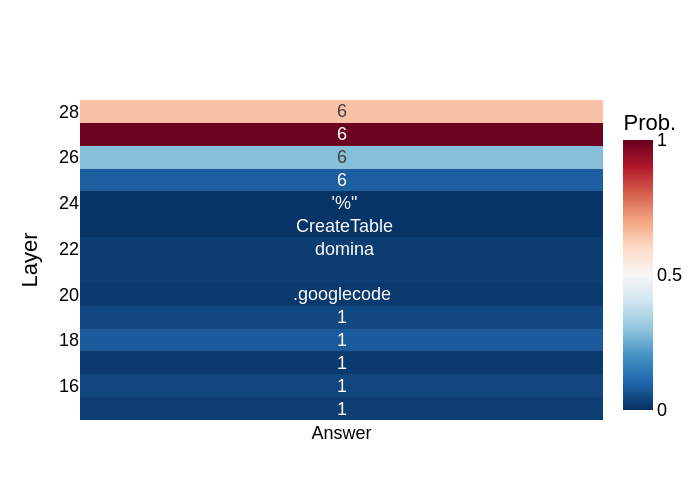 Prob.
28 6 1
6
26 6
6
24 '%"
CreateTable
22 domina
Layer
0.5
20 .googlecode
1
18 1
1
16 1
1
0
Answer